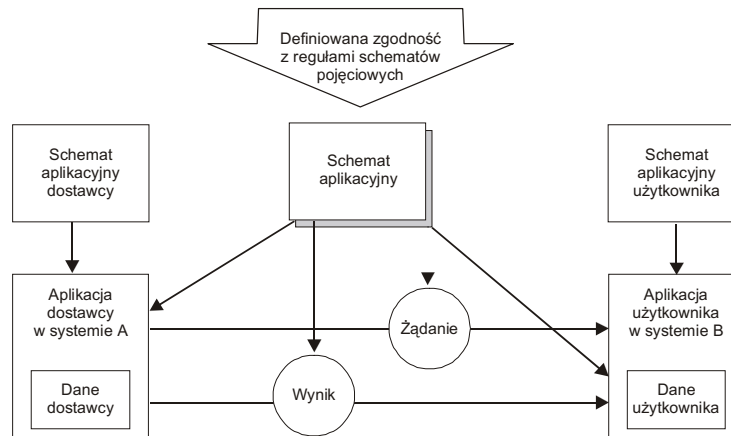 Definiowana zgodność
z regułami schematów
pojęciowych
Schemat
aplikacyjny
dostawcy
Schemat
aplikacyjny
Schemat
aplikacyjny
użytkownika
Aplikacja
dostawcy
w systemie A
Żądanie
Aplikacja
użytkownika
w systemie B
Dane
dostawcy
Wynik
Dane
użytkownika